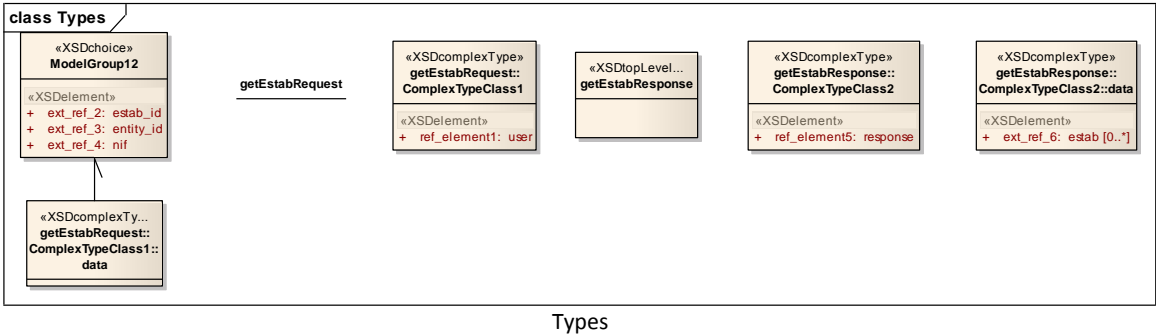 class Types
«XSDchoice»
ModelGroup12
«XSDelement»
+ ext_ref_2: estab_id
+ ext_ref_3: entity_id
+ ext_ref_4: nif
«XSDcomplexTy...
getEstabRequest::
ComplexTypeClass1::
data
getEstabRequest
«XSDcomplexType»
getEstabRequest::
ComplexTypeClass1
«XSDElement»
+ ref_element1: user
«XSDtopLevel...
getEstabResponse
«XSDcomplexType»
getEstabResponse::
ComplexTypeClass2
«XSDElement»
+ ref_element5: response
«XSDcomplexType»
getEstabResponse::
ComplexTypeClass2::data
«XSDElement»
+ ext_ref_6: estab [0..*]
Types